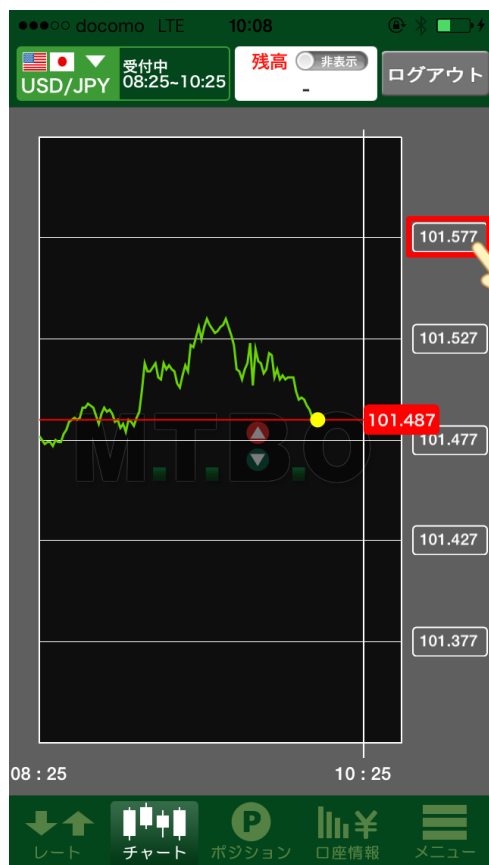 docomo LTE 10:08
USD/JPY
受付中
08:25~10:25
残高 非表示
-
ログアウト
101.577
101.527
101.487
101.477
101.427
101.377
M.T.B.O
08 : 25 10 : 25
P ¥
レート チャート ポジション 口座情報 メニュー